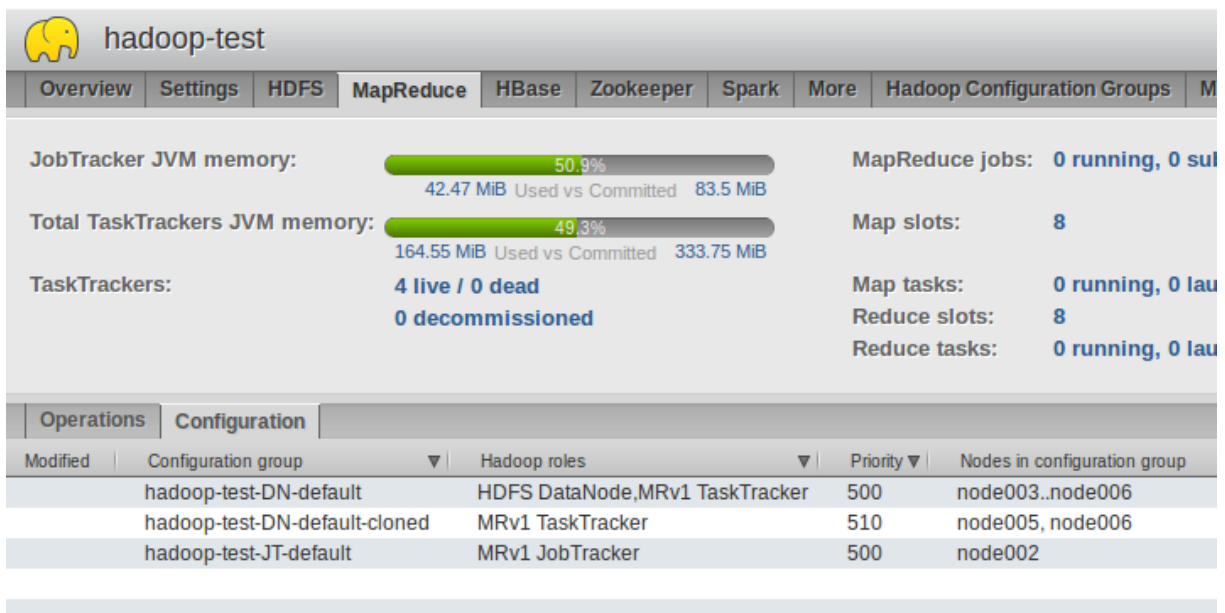 hadoop-test
Overview Settings HDFS MapReduce HBase Zookeeper Spark More Hadoop Configuration Groups M
JobTracker JVM memory: 50.9% MapReduce jobs: 0 running, 0 sub
42.47 MiB Used vs Committed 83.5 MiB
Total TaskTrackers JVM memory: 49.3% Map slots: 8
164.55 MiB Used vs Committed 333.75 MiB
TaskTrackers: 4 live / 0 dead Map tasks: 0 running, 0 lau
0 decommissioned Reduce slots: 8
Reduce tasks: 0 running, 0 lau
Operations Configuration
Modified Configuration group Hadoop roles Priority Nodes in configuration group
hadoop-test-DN-default HDFS DataNode,MRv1 TaskTracker 500 node003..node006
hadoop-test-DN-default-cloned MRv1 TaskTracker 510 node005, node006
hadoop-test-JT-default MRv1 JobTracker 500 node002